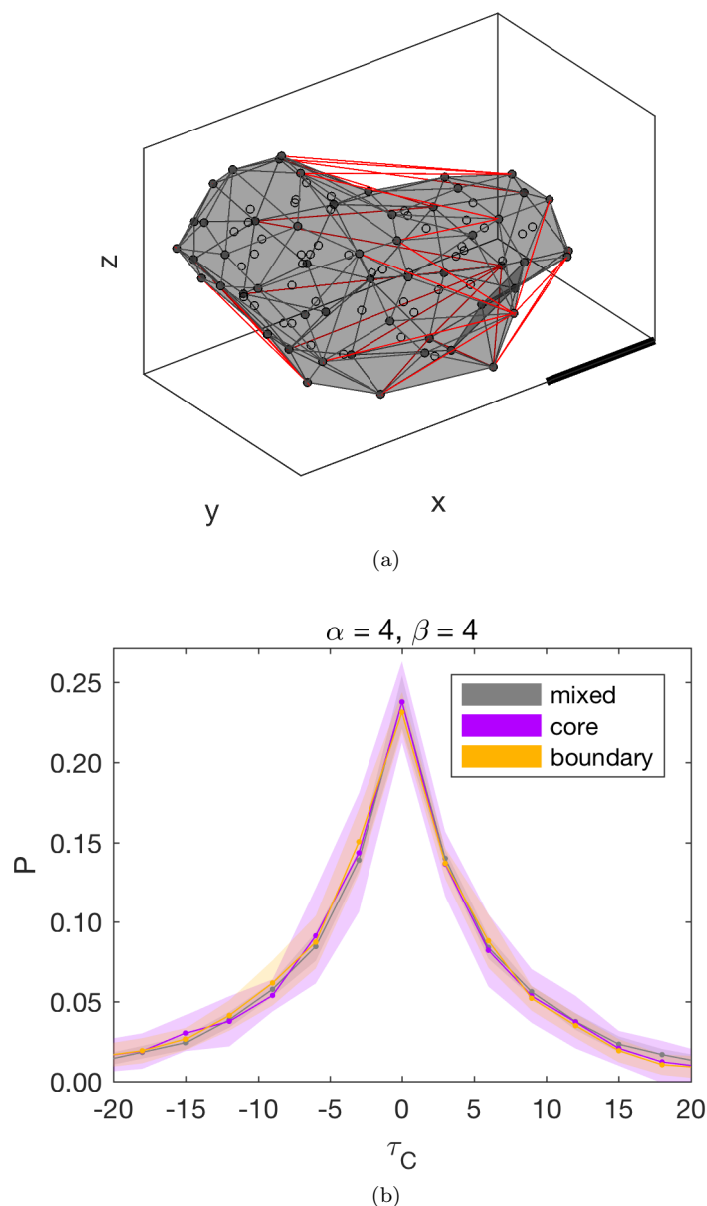 z
y
x
(a)
α = 4, β = 4
0.25
0.20
0.15
0.10
0.05
0.00
P
mixed
core
boundary
-20 -15 -10 -5 0 5 10 15 20
τ_C
(b)